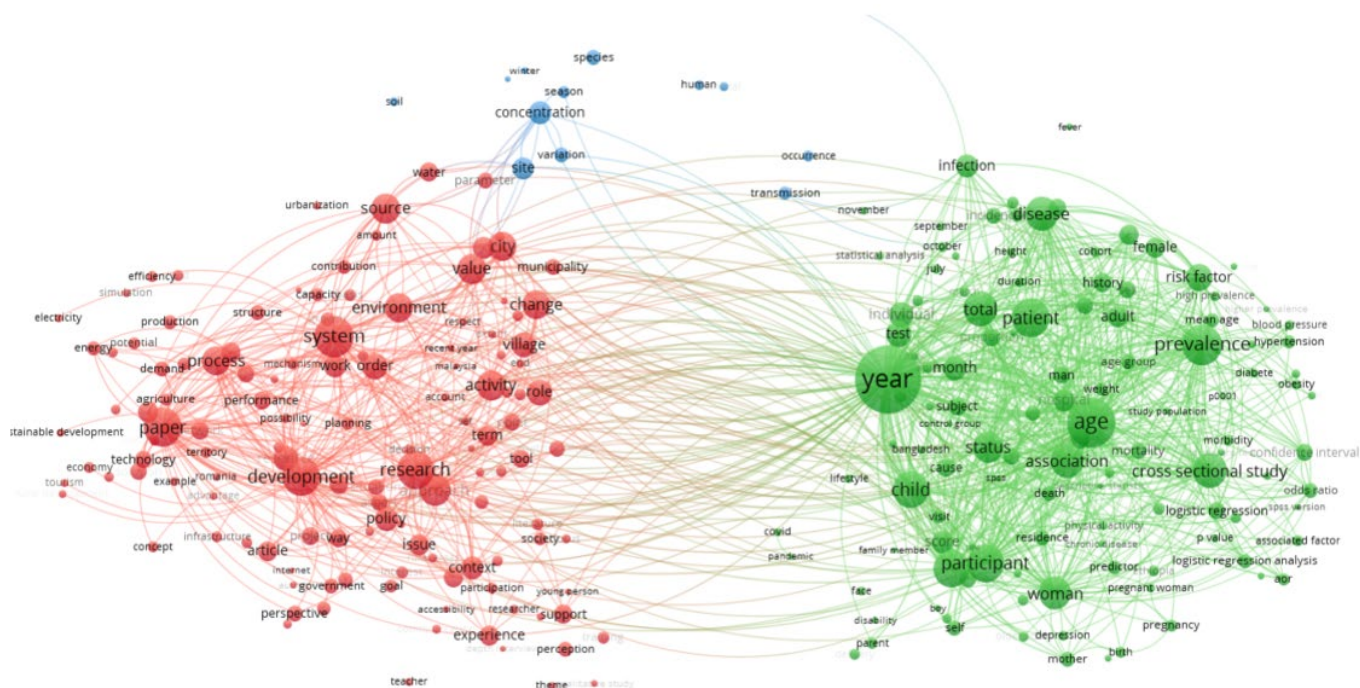 species
winter
season
human
soil
concentration
fever
variation
occurrence
site
infection
water
parameter
transmission
urbanization
source
november
disease
september
amount
city
statistical analysis
october
height
cohort
female
contribution
value
municipality
july
risk factor
efficiency
simulation
capacity
duration
history
high prevalence
electricity
production
structure
environment
change
individual
total
patient
adult
mean age
higher prevalence
blood pressure
energy
potential
system
respect
village
test
prevalence
hypertension
demand
process
mechanism
work
order
recent year
malaysia
end
month
man
age group
diabete
agriculture
performance
account
activity
role
year
weight
p0001
obesity
possibility
subject
hospital
study population
paper
planning
term
control group
age
stainable development
technology
territory
tool
bangladesh
status
mortality
morbidity
confidence interval
economy
romania
research
cause
association
cross sectional study
tourism
example
development
lifestyle
spss
advantage
child
death
odds ratio
policy
visit
logistic regression
spss version
infrastructure
project
way
society
covid
physical activity
p value
associated factor
concept
article
issue
pandemic
family member
score
residence
chronic disease
internet
context
participant
predictor
logistic regression analysis
government
goal
participation
young person
face
woman
pregnant woman
aor
perspective
accessibility
researcher
support
boy
experience
disability
self
pregnancy
perception
parent
depression
mother
birth
teacher
theme